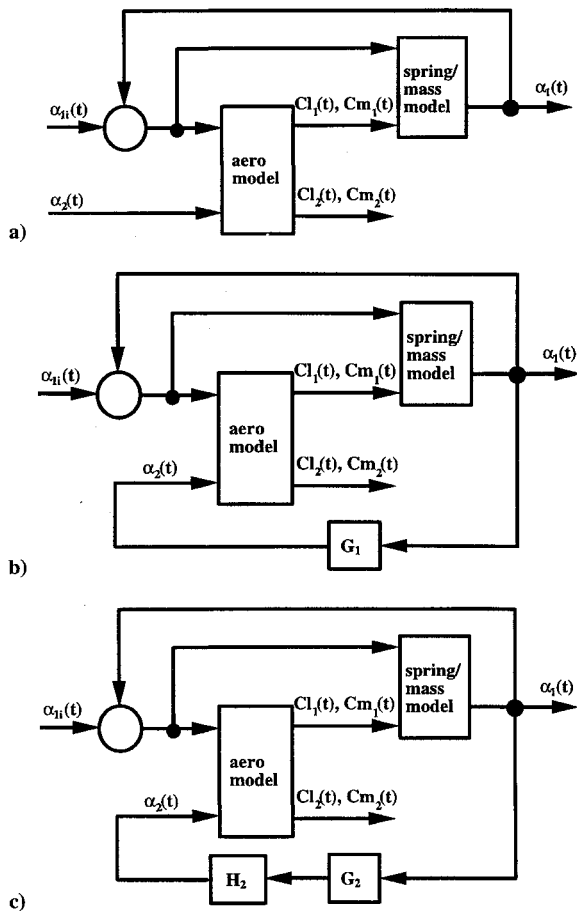 α₁ᵢ(t)
α₂(t)
aero
model
Cl₁(t), Cm₁(t)
Cl₂(t), Cm₂(t)
spring/
mass
model
α₁(t)
a)
α₁ᵢ(t)
α₂(t)
aero
model
Cl₁(t), Cm₁(t)
Cl₂(t), Cm₂(t)
spring/
mass
model
α₁(t)
G₁
b)
α₁ᵢ(t)
α₂(t)
aero
model
Cl₁(t), Cm₁(t)
Cl₂(t), Cm₂(t)
spring/
mass
model
α₁(t)
H₂
G₂
c)